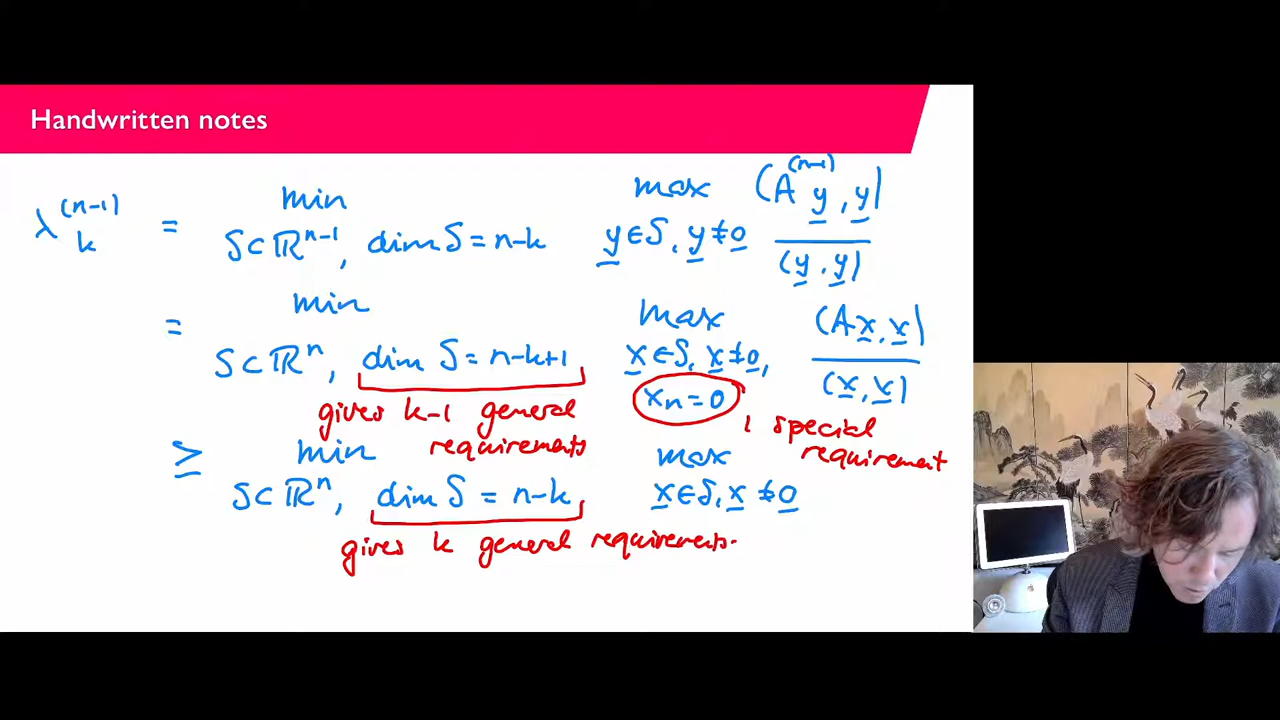 Handwritten notes
λ_k^{(n-1)} = min_{S⊂ℝ^{n-1}, dim S = n-k} max_{y∈S, y≠0} (A^{(n-1)} y, y) / (y, y)
= min_{S⊂ℝ^n, dim S = n-k+1} max_{x∈S, x≠0, x_n=0} (Ax, x) / (x, x)
gives k-1 general requirements
1 special requirement
≥ min_{S⊂ℝ^n, dim S = n-k} max_{x∈S, x≠0}
gives k general requirements.